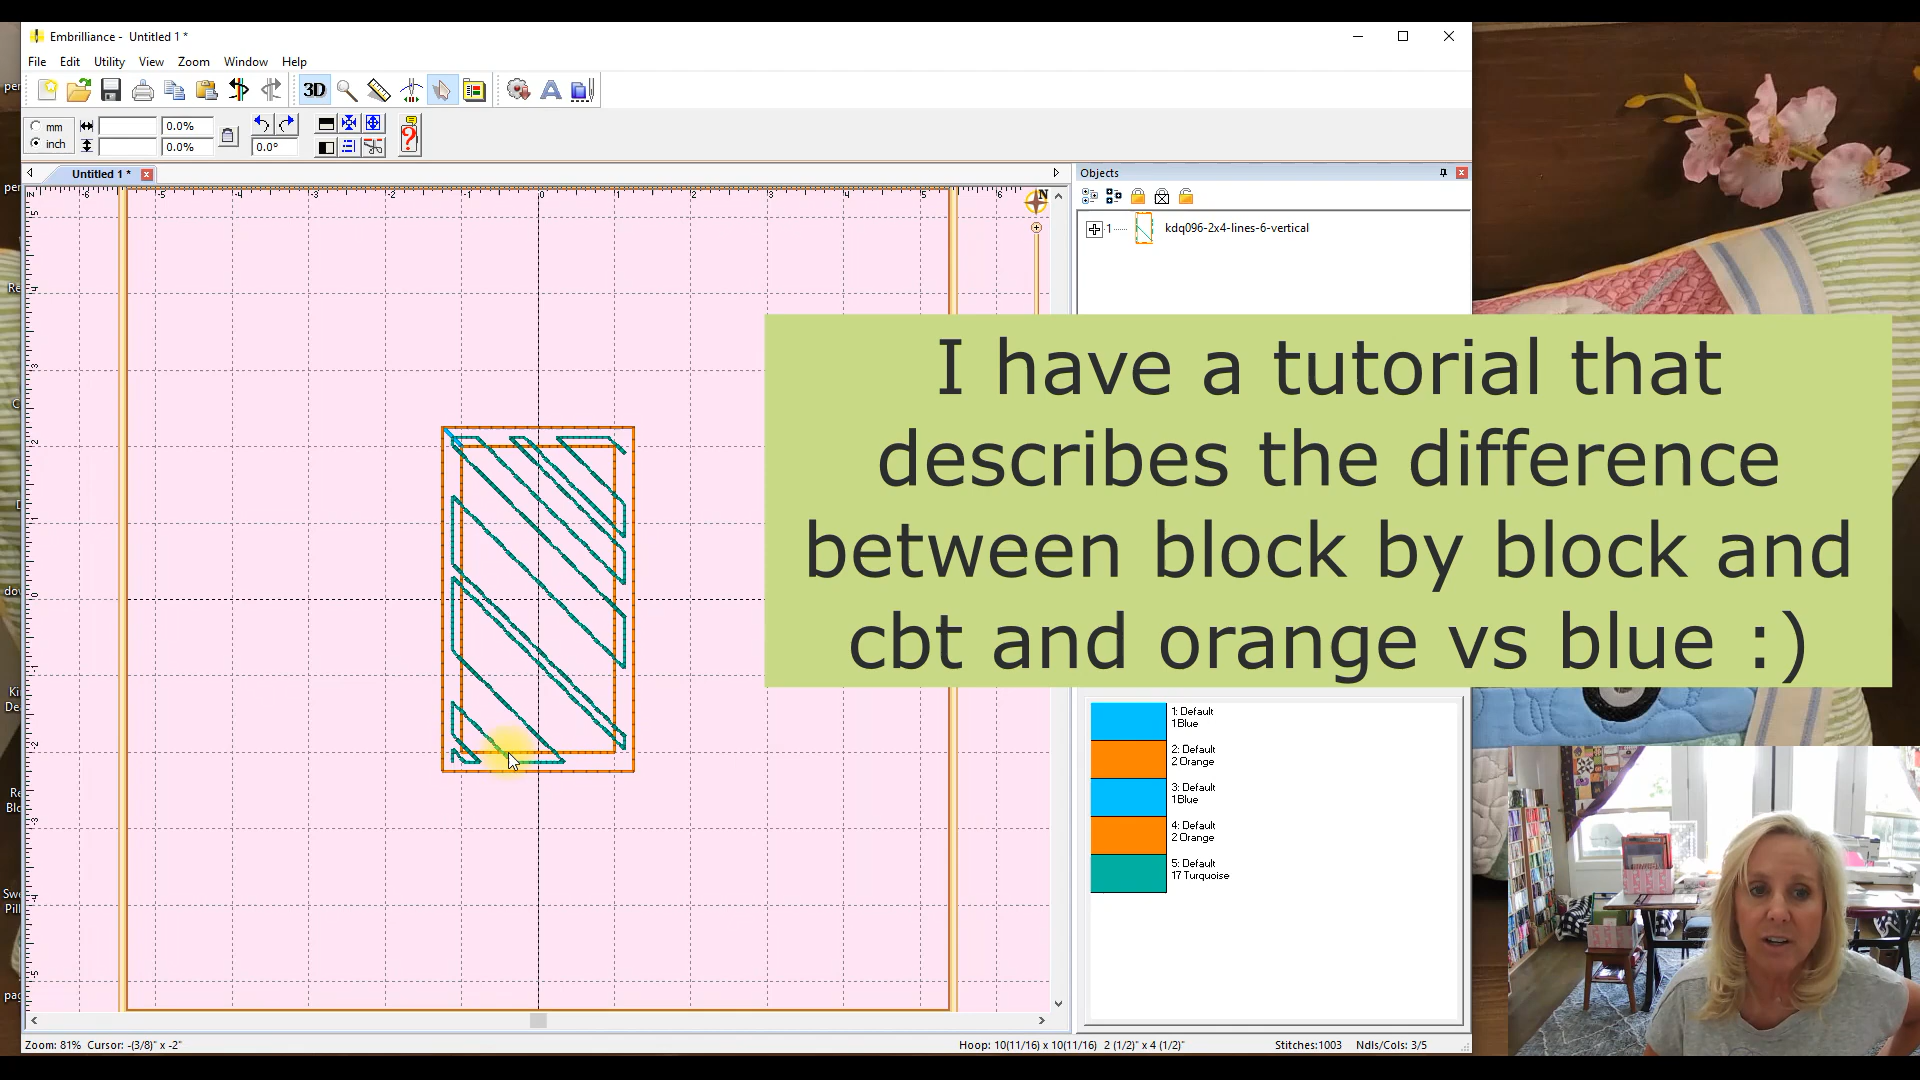 Embrilliance - Untitled 1 *
File Edit Utility View Zoom Window Help
3D
mm
inch
0.0%
0.0%
0.0°
Untitled 1 *
Objects
1
kdq096-2x4-lines-6-vertical
I have a tutorial that
describes the difference
between block by block and
cbt and orange vs blue :)
1: Default
1 Blue
2: Default
2 Orange
3: Default
1 Blue
4: Default
2 Orange
5: Default
17 Turquoise
Zoom: 81% Cursor: -(3/8)" x -2"
Hoop: 10(11/16) x 10(11/16) 2 (1/2)" x 4 (1/2)"
Stitches:1003
Ndls/Cols: 3/5